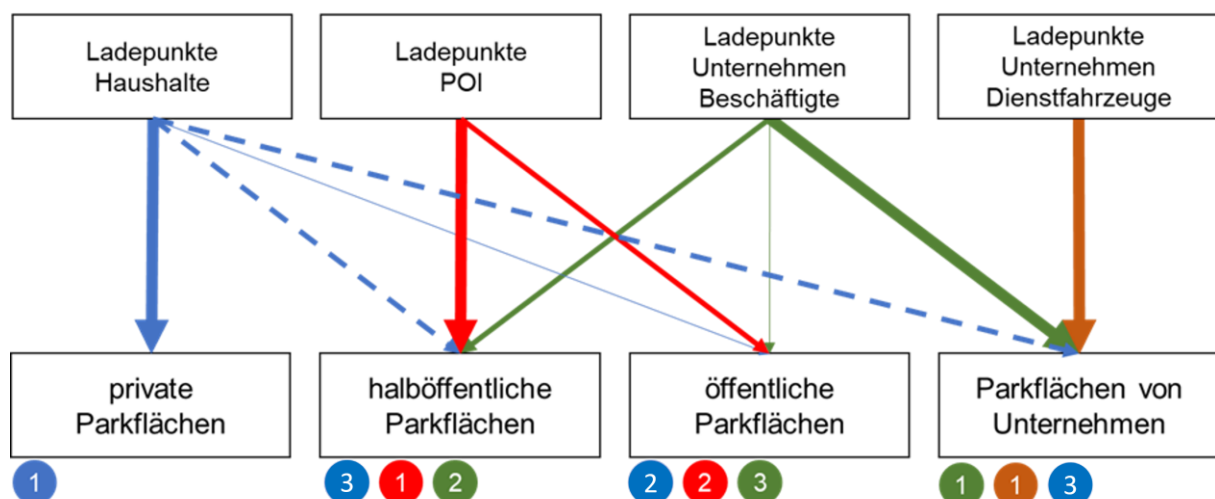 Ladepunkte
Haushalte
Ladepunkte
POI
Ladepunkte
Unternehmen
Beschäftigte
Ladepunkte
Unternehmen
Dienstfahrzeuge
private
Parkflächen
halböffentliche
Parkflächen
öffentliche
Parkflächen
Parkflächen von
Unternehmen
1
3 1 2
2 2 3
1 1 3